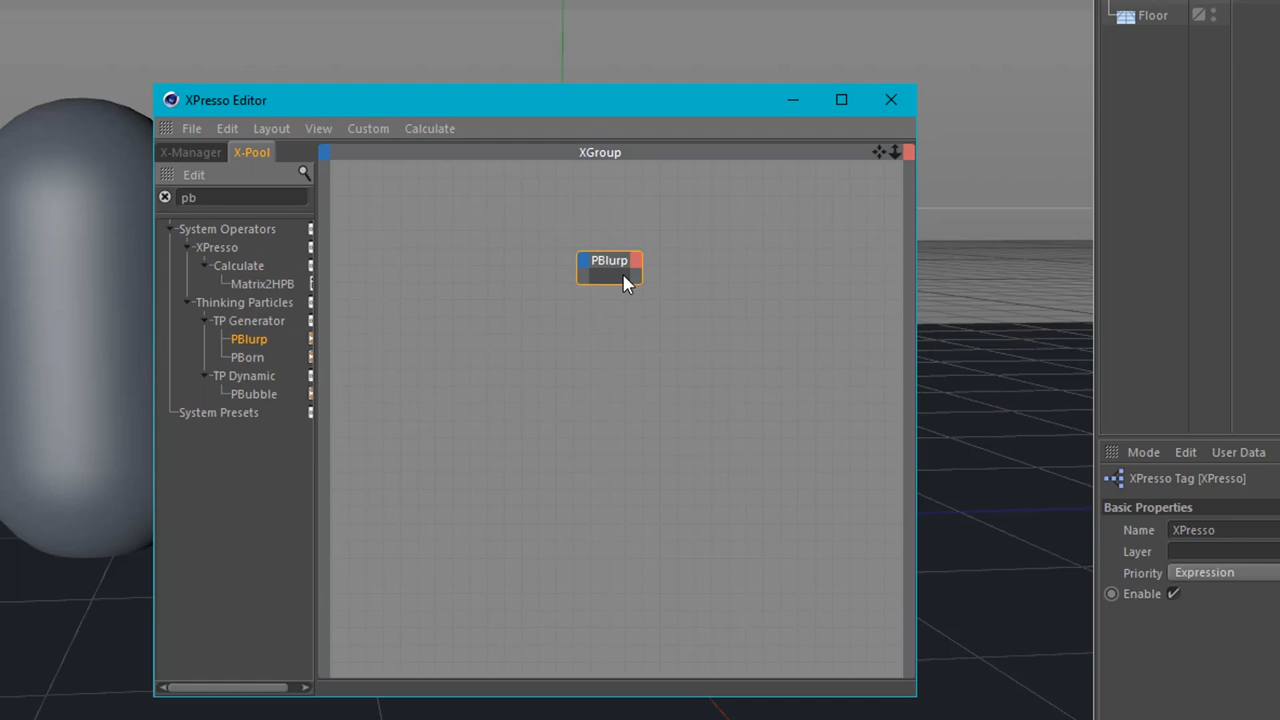 Floor
XPresso Editor
File Edit Layout View Custom Calculate
X-Manager X-Pool XGroup
Edit
pb
System Operators
XPresso
Calculate
Matrix2HPB
Thinking Particles
TP Generator
PBlurp
PBorn
TP Dynamic
PBubble
System Presets
PBlurp
Mode Edit User Data
XPresso Tag [XPresso]
Basic Properties
Name XPresso
Layer
Priority Expression
Enable